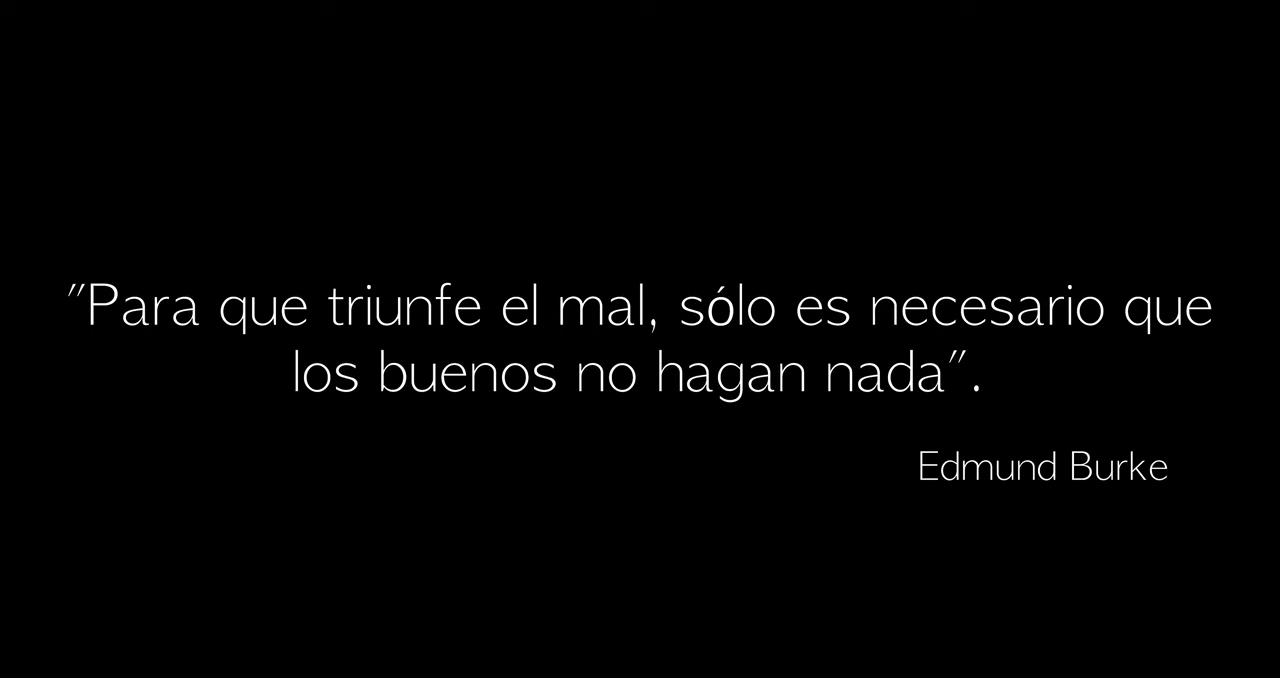 "Para que triunfe el mal, sólo es necesario que
los buenos no hagan nada".
Edmund Burke